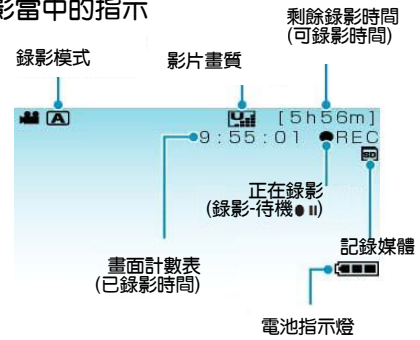 影當中的指示
剩餘錄影時間
(可錄影時間)
錄影模式
影片畫質
A
[5h56m]
9:55:01 ●REC
SD
正在錄影
(錄影-待機●II)
記錄媒體
畫面計數表
(已錄影時間)
電池指示燈